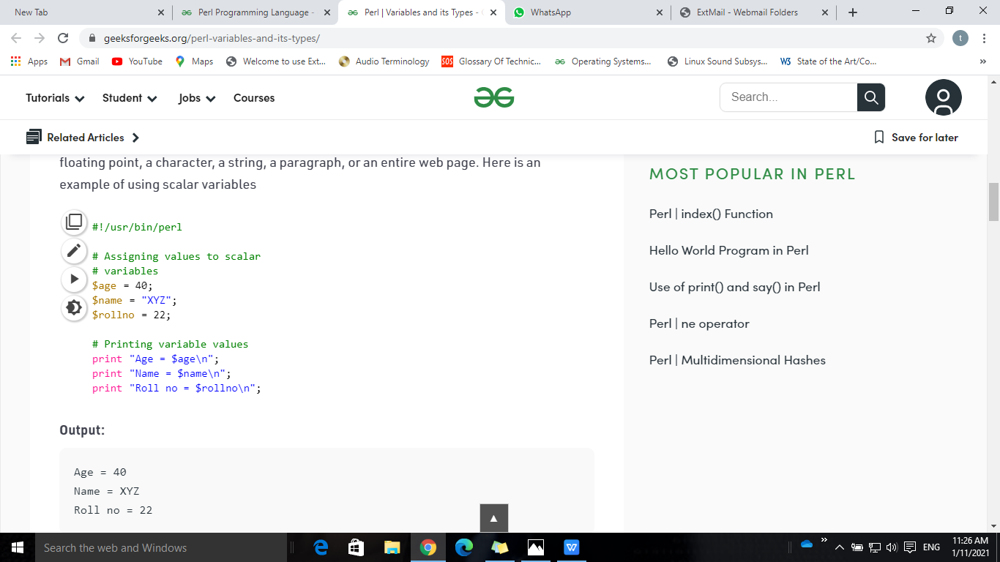 New Tab
Perl Programming Language -
Perl | Variables and its Types -
WhatsApp
ExtMail - Webmail Folders
geeksforgeeks.org/perl-variables-and-its-types/
t
Apps
Gmail
YouTube
Maps
Welcome to use Ext...
Audio Terminology
SOS
Glossary Of Technic...
Operating Systems...
Linux Sound Subsys...
W3
State of the Art/Co...
»
Tutorials
Student
Jobs
Courses
Search...
Related Articles
Save for later
floating point, a character, a string, a paragraph, or an entire web page. Here is an
example of using scalar variables
#!/usr/bin/perl
# Assigning values to scalar
# variables
$age = 40;
$name = "XYZ";
$rollno = 22;
# Printing variable values
print "Age = $age\n";
print "Name = $name\n";
print "Roll no = $rollno\n";
Output:
Age = 40
Name = XYZ
Roll no = 22
MOST POPULAR IN PERL
Perl | index() Function
Hello World Program in Perl
Use of print() and say() in Perl
Perl | ne operator
Perl | Multidimensional Hashes
Search the web and Windows
»
ENG
11:26 AM
1/11/2021